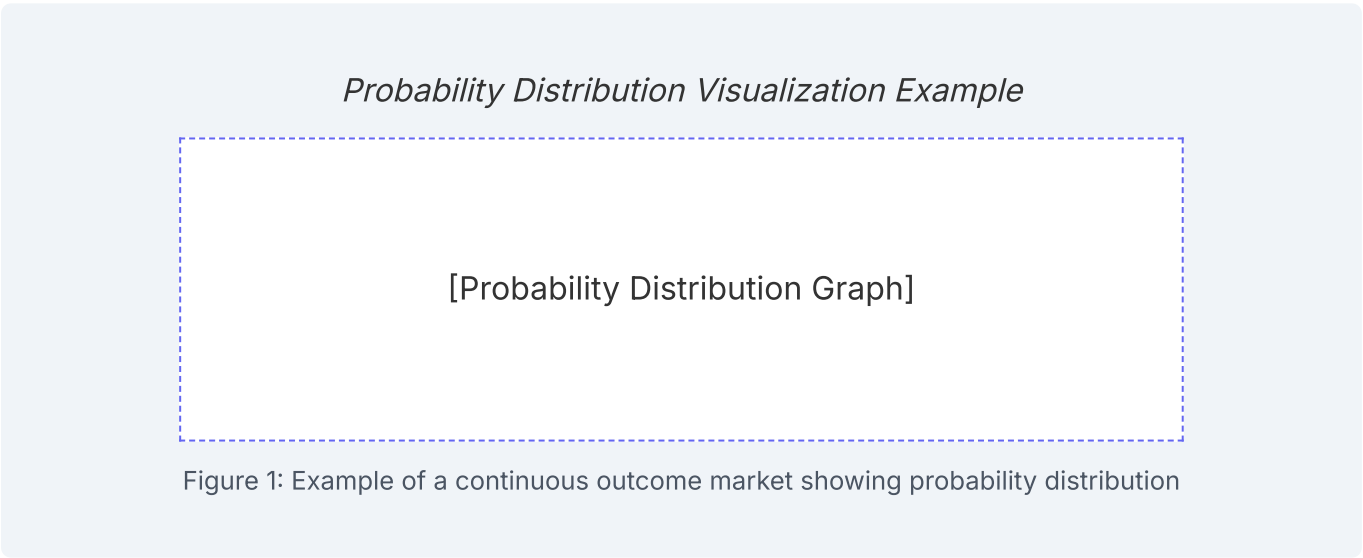 Probability Distribution Visualization Example
[Probability Distribution Graph]
Figure 1: Example of a continuous outcome market showing probability distribution